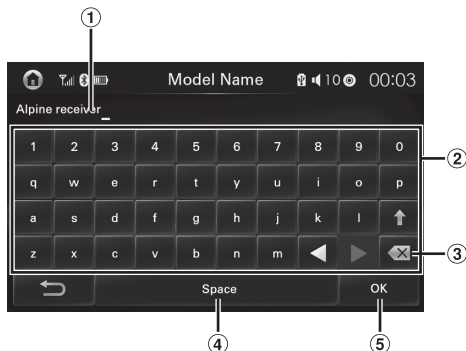 ①
Model Name 10 00:03
Alpine receiver_
1 2 3 4 5 6 7 8 9 0
②
q w e r t y u i o p
a s d f g h j k l
z x c v b n m
③
Space OK
④ ⑤